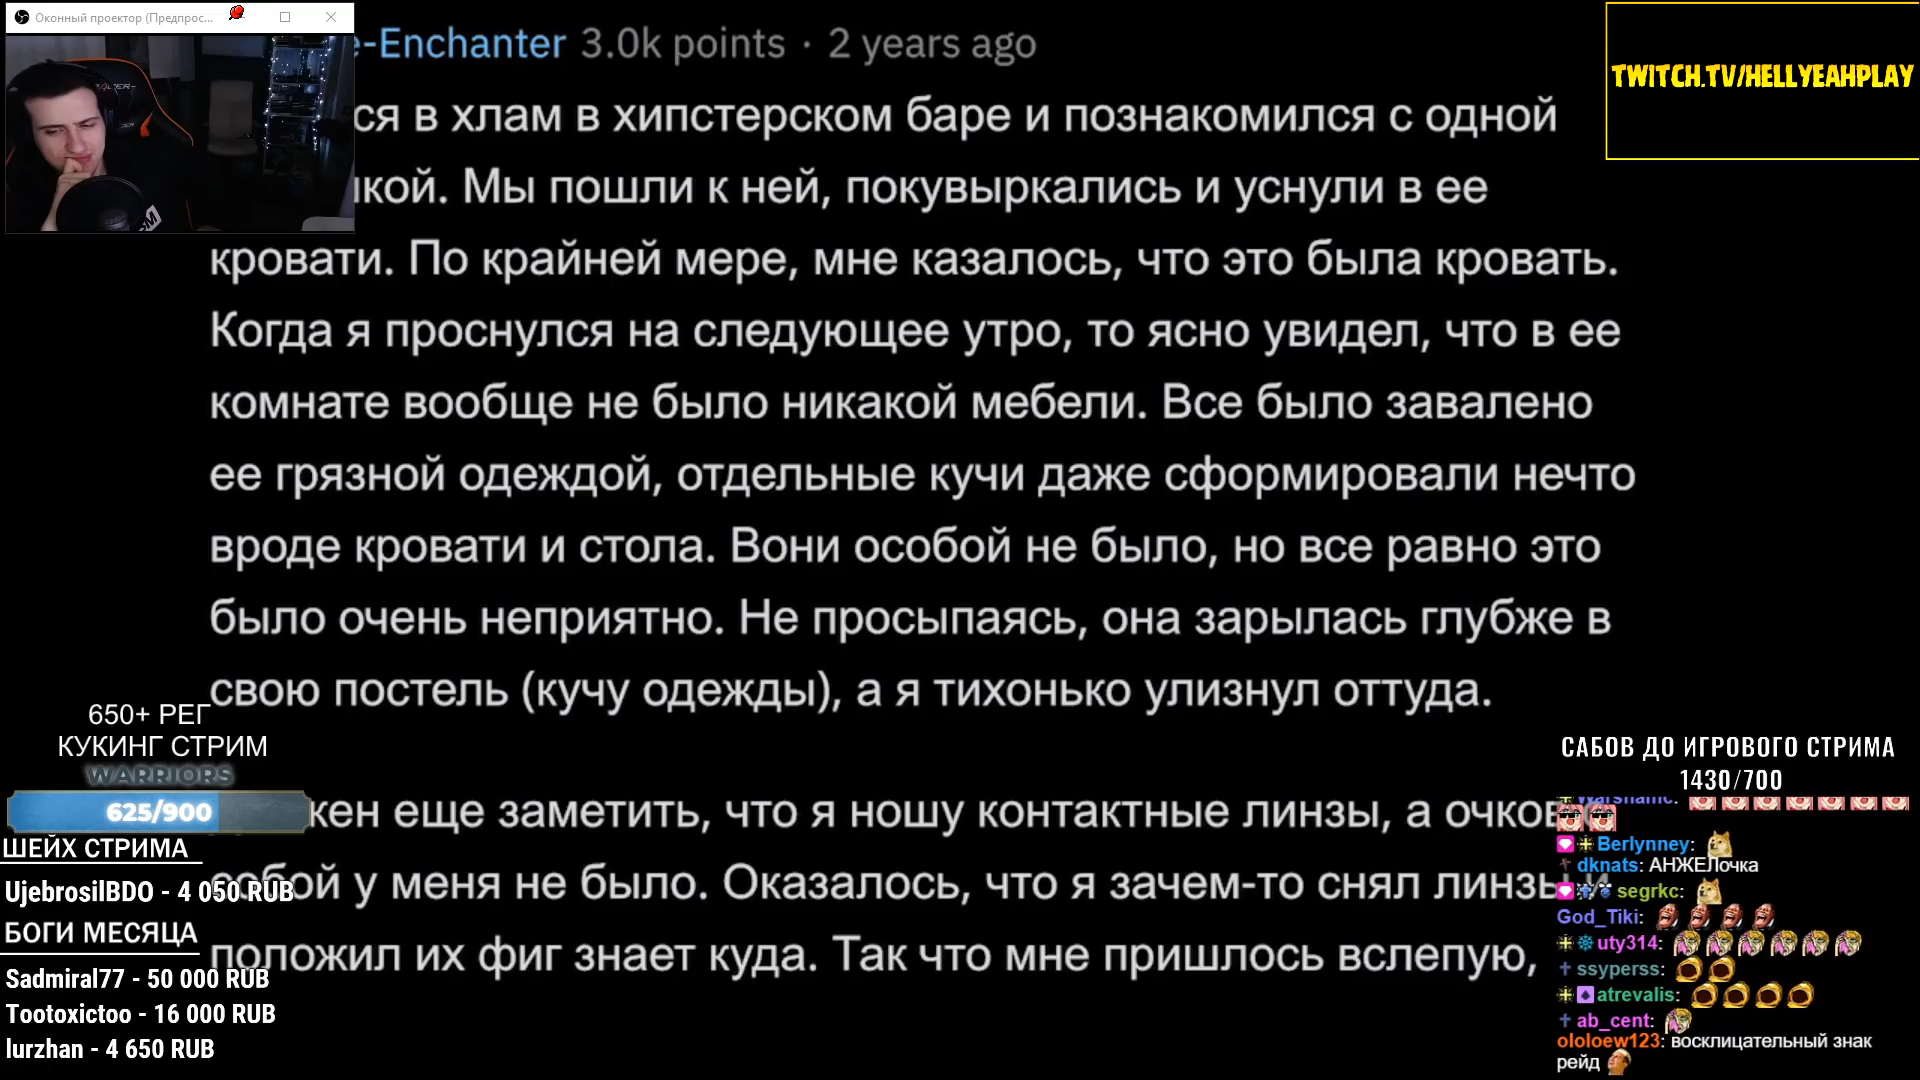 Оконный проектор (Предпрос...
e-Enchanter 3.0k points · 2 years ago
TWITCH.TV/HELLYEAHPLAY
ся в хлам в хипстерском баре и познакомился с одной
кой. Мы пошли к ней, покувыркались и уснули в ее
кровати. По крайней мере, мне казалось, что это была кровать.
Когда я проснулся на следующее утро, то ясно увидел, что в ее
комнате вообще не было никакой мебели. Все было завалено
ее грязной одеждой, отдельные кучи даже сформировали нечто
вроде кровати и стола. Вони особой не было, но все равно это
было очень неприятно. Не просыпаясь, она зарылась глубже в
свою постель (кучу одежды), а я тихонько улизнул оттуда.
жен еще заметить, что я ношу контактные линзы, а очков
собой у меня не было. Оказалось, что я зачем-то снял линзы
положил их фиг знает куда. Так что мне пришлось вслепую,
650+ РЕГ
КУКИНГ СТРИМ
WARRIORS
625/900
ШЕЙХ СТРИМА
UjebrosilBDO - 4 050 RUB
БОГИ МЕСЯЦА
Sadmiral77 - 50 000 RUB
Tootoxictoo - 16 000 RUB
lurzhan - 4 650 RUB
САБОВ ДО ИГРОВОГО СТРИМА
1430/700
Berlynney:
dknats: АНЖЕЛочка
segrkc:
God_Tiki:
uty314:
ssyperss:
atrevalis:
ab_cent:
ololoew123: восклицательный знак
рейд